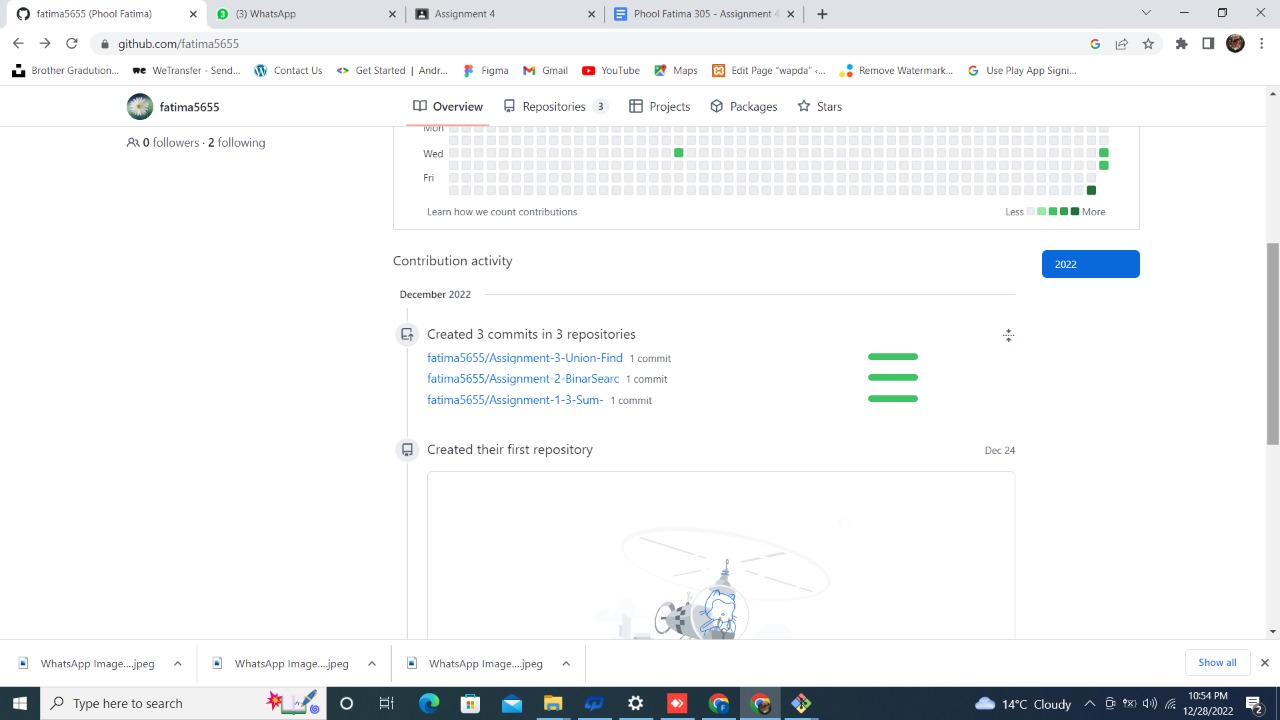 fatima5655 (Phool Fatima)
(3) WhatsApp
Assignment 4
Phool Fatima 305 - Assignment 4
github.com/fatima5655
Brother Gradution...
WeTransfer - Send...
Contact Us
Get Started | Andr...
Figma
Gmail
YouTube
Maps
Edit Page "wapda" ‹...
Remove Watermark...
Use Play App Signi...
fatima5655
Overview
Repositories 3
Projects
Packages
Stars
0 followers · 2 following
Mon
Wed
Fri
Learn how we count contributions
Less
More
Contribution activity
2022
December 2022
Created 3 commits in 3 repositories
fatima5655/Assignment-3-Union-Find 1 commit
fatima5655/Assignment-2-BinarSearc 1 commit
fatima5655/Assignment-1-3-Sum- 1 commit
Created their first repository
Dec 24
WhatsApp Image....jpeg
WhatsApp Image....jpeg
WhatsApp Image....jpeg
Show all
Type here to search
14°C Cloudy
10:54 PM
12/28/2022
2